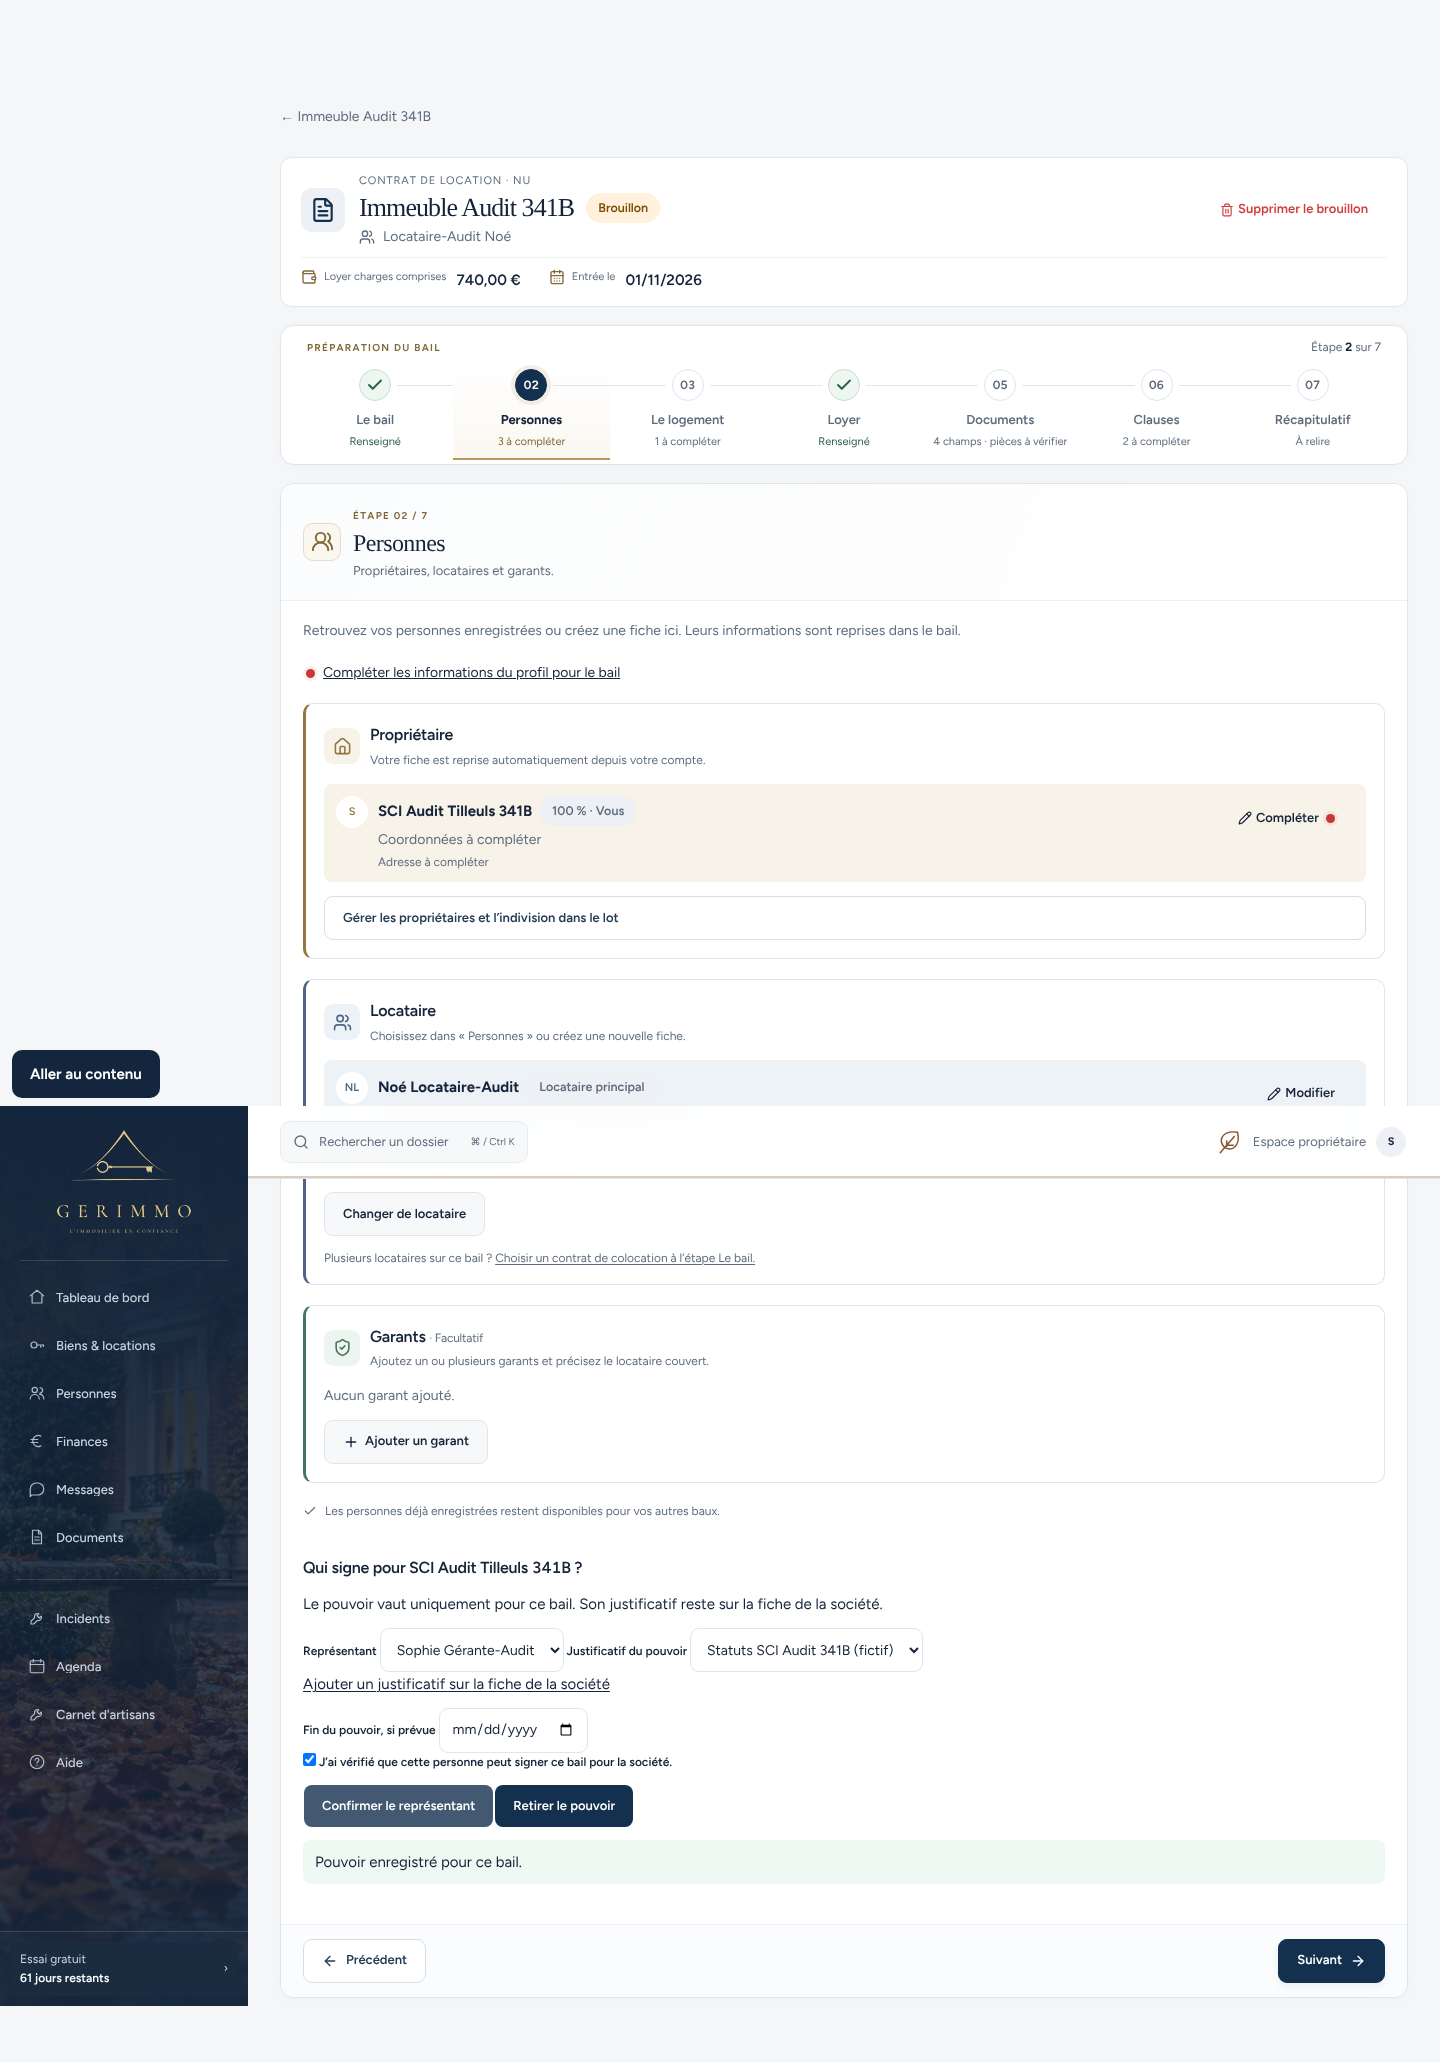 ← Immeuble Audit 341B
CONTRAT DE LOCATION · NU
Immeuble Audit 341B
Brouillon
Locataire-Audit Noé
Supprimer le brouillon
Loyer charges comprises 740,00 €
Entrée le 01/11/2026
PRÉPARATION DU BAIL
Étape 2 sur 7
Le bail
Renseigné
02
Personnes
3 à compléter
03
Le logement
1 à compléter
Loyer
Renseigné
05
Documents
4 champs · pièces à vérifier
06
Clauses
2 à compléter
07
Récapitulatif
À relire
ÉTAPE 02 / 7
Personnes
Propriétaires, locataires et garants.
Retrouvez vos personnes enregistrées ou créez une fiche ici. Leurs informations sont reprises dans le bail.
Compléter les informations du profil pour le bail
Propriétaire
Votre fiche est reprise automatiquement depuis votre compte.
S
SCI Audit Tilleuls 341B
100 % · Vous
Coordonnées à compléter
Adresse à compléter
Compléter
Gérer les propriétaires et l’indivision dans le lot
Locataire
Choisissez dans « Personnes » ou créez une nouvelle fiche.
NL
Noé Locataire-Audit
Locataire principal
Modifier
Aller au contenu
Rechercher un dossier
⌘ / Ctrl K
Espace propriétaire
S
GERIMMO
L'IMMOBILIER EN CONFIANCE
Tableau de bord
Biens & locations
Personnes
Finances
Messages
Documents
Incidents
Agenda
Carnet d'artisans
Aide
Essai gratuit
61 jours restants
›
Changer de locataire
Plusieurs locataires sur ce bail ? Choisir un contrat de colocation à l’étape Le bail.
Garants · Facultatif
Ajoutez un ou plusieurs garants et précisez le locataire couvert.
Aucun garant ajouté.
Ajouter un garant
Les personnes déjà enregistrées restent disponibles pour vos autres baux.
Qui signe pour SCI Audit Tilleuls 341B ?
Le pouvoir vaut uniquement pour ce bail. Son justificatif reste sur la fiche de la société.
Représentant Sophie Gérante-Audit Justificatif du pouvoir Statuts SCI Audit 341B (fictif)
Ajouter un justificatif sur la fiche de la société
Fin du pouvoir, si prévue mm/dd/yyyy
J’ai vérifié que cette personne peut signer ce bail pour la société.
Confirmer le représentant
Retirer le pouvoir
Pouvoir enregistré pour ce bail.
Précédent
Suivant